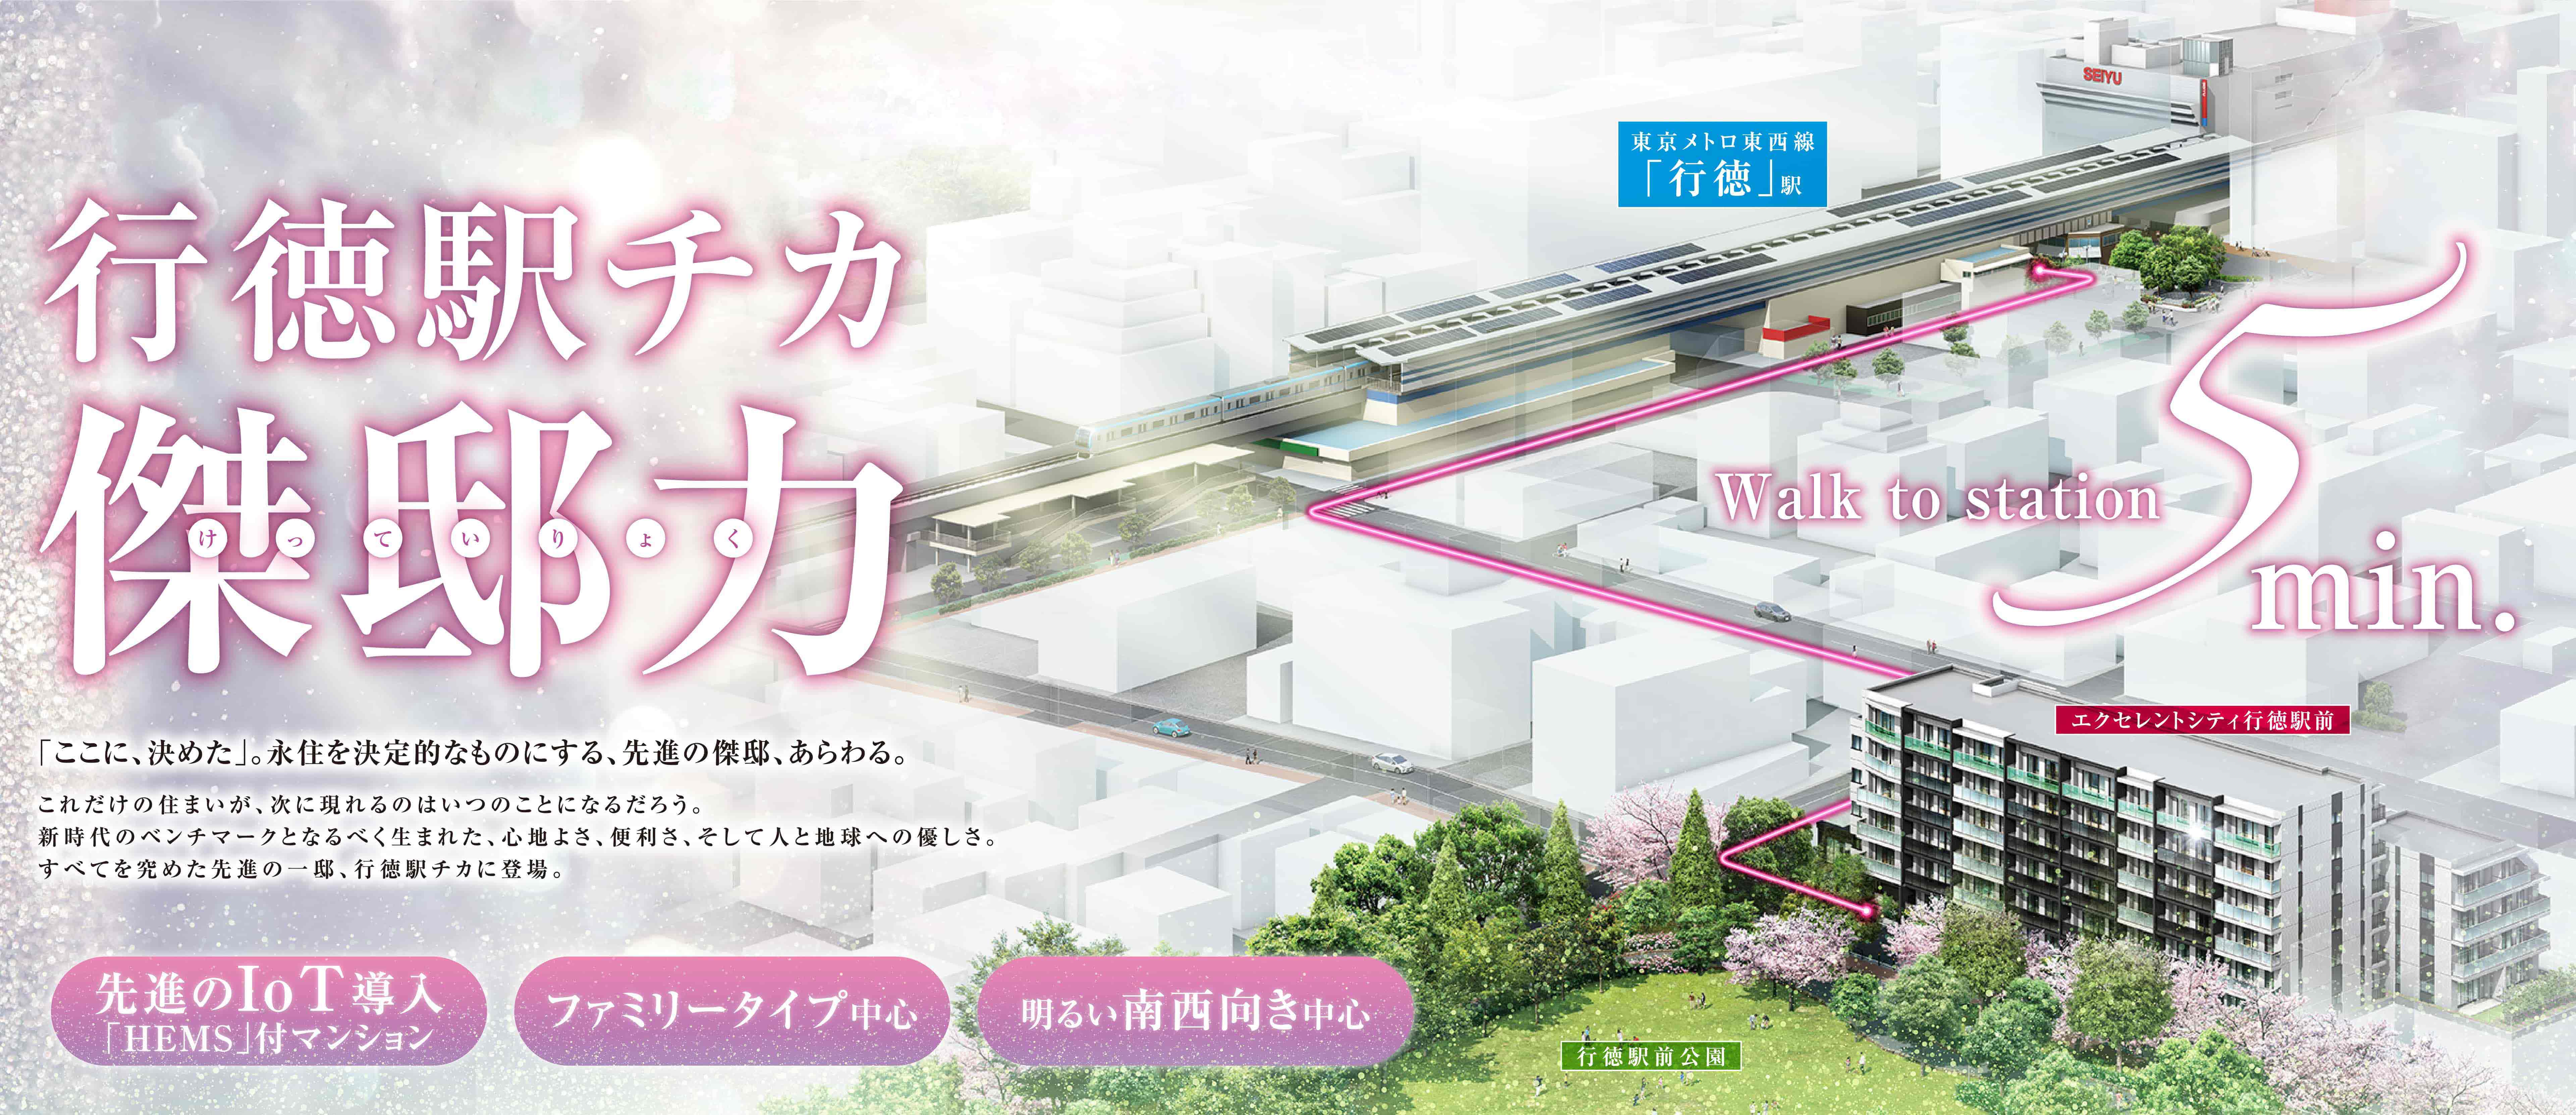 行徳駅チカ
傑邸力
けっていりょく
「ここに、決めた」。永住を決定的なものにする、先進の傑邸、あらわる。
これだけの住まいが、次に現れるのはいつのことになるだろう。
新時代のベンチマークとなるべく生まれた、心地よさ、便利さ、そして人と地球への優しさ。
すべてを究めた先進の一邸、行徳駅チカに登場。
先進のIoT導入
「HEMS」付マンション
ファミリータイプ中心
明るい南西向き中心
SEIYU
東京メトロ東西線
「行徳」駅
Walk to station
5
min.
エクセレントシティ行徳駅前
行徳駅前公園